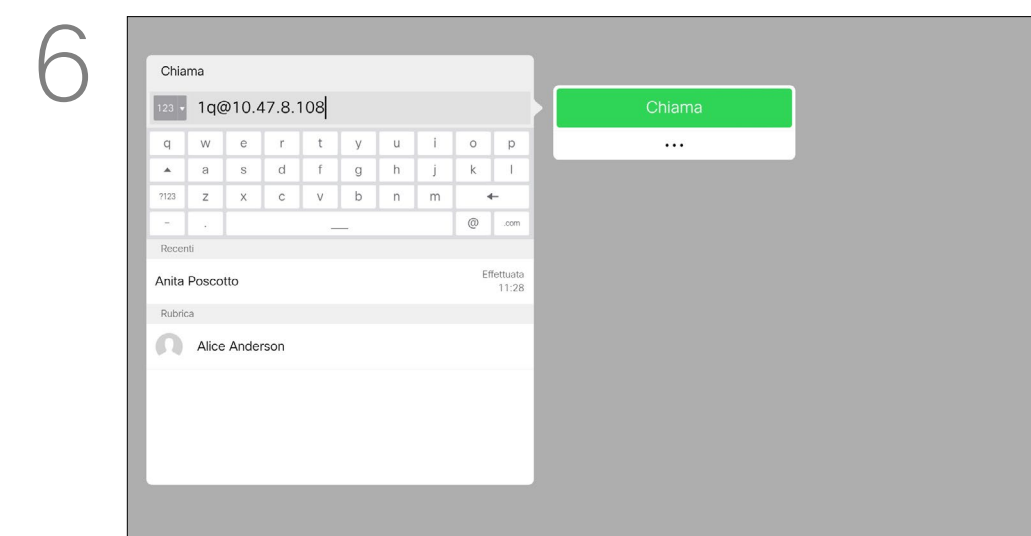 6
Chiama
123 1q@10.47.8.108
Chiama
...
q w e r t y u i o p
a s d f g h j k l
?123 z x c v b n m
- . @ .com
Recenti
Anita Poscotto
Effettuata
11:28
Rubrica
Alice Anderson